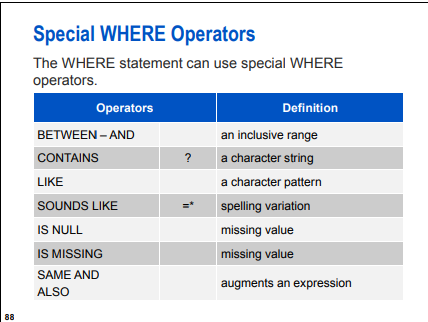 Special WHERE Operators
The WHERE statement can use special WHERE
operators.
Operators Definition
BETWEEN – AND an inclusive range
CONTAINS ? a character string
LIKE a character pattern
SOUNDS LIKE =* spelling variation
IS NULL missing value
IS MISSING missing value
SAME AND
ALSO augments an expression
88